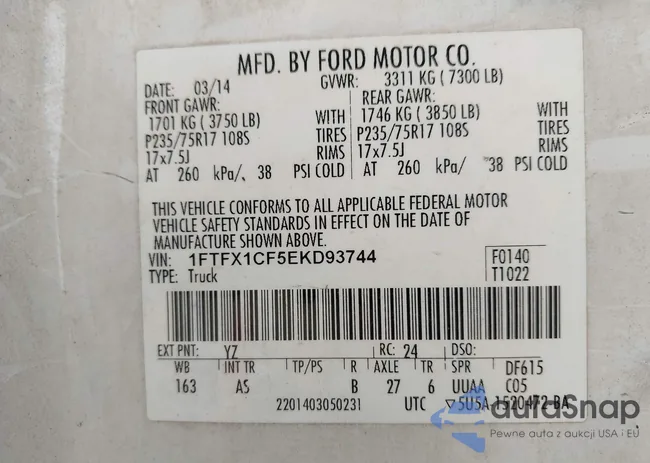 MFD. BY FORD MOTOR CO.
DATE: 03/14 GVWR: 3311 KG ( 7300 LB)
FRONT GAWR: REAR GAWR:
1701 KG ( 3750 LB) WITH 1746 KG ( 3850 LB) WITH
P235/75R17 108S TIRES P235/75R17 108S TIRES
17x7.5J RIMS 17x7.5J RIMS
AT 260 kPa/, 38 PSI COLD AT 260 kPa/ 38 PSI COLD
THIS VEHICLE CONFORMS TO ALL APPLICABLE FEDERAL MOTOR
VEHICLE SAFETY STANDARDS IN EFFECT ON THE DATE OF
MANUFACTURE SHOWN ABOVE.
VIN: 1FTFX1CF5EKD93744 F0140
TYPE: Truck T1022
EXT PNT: YZ RC: 24 DSO:
WB INT TR TP/PS R AXLE TR SPR DF615
163 AS B 27 6 UUAA C05
2201403050231 UTC ▽5U5A-1520472-BA
autoSnap
Pewne auta z aukcji USA i EU